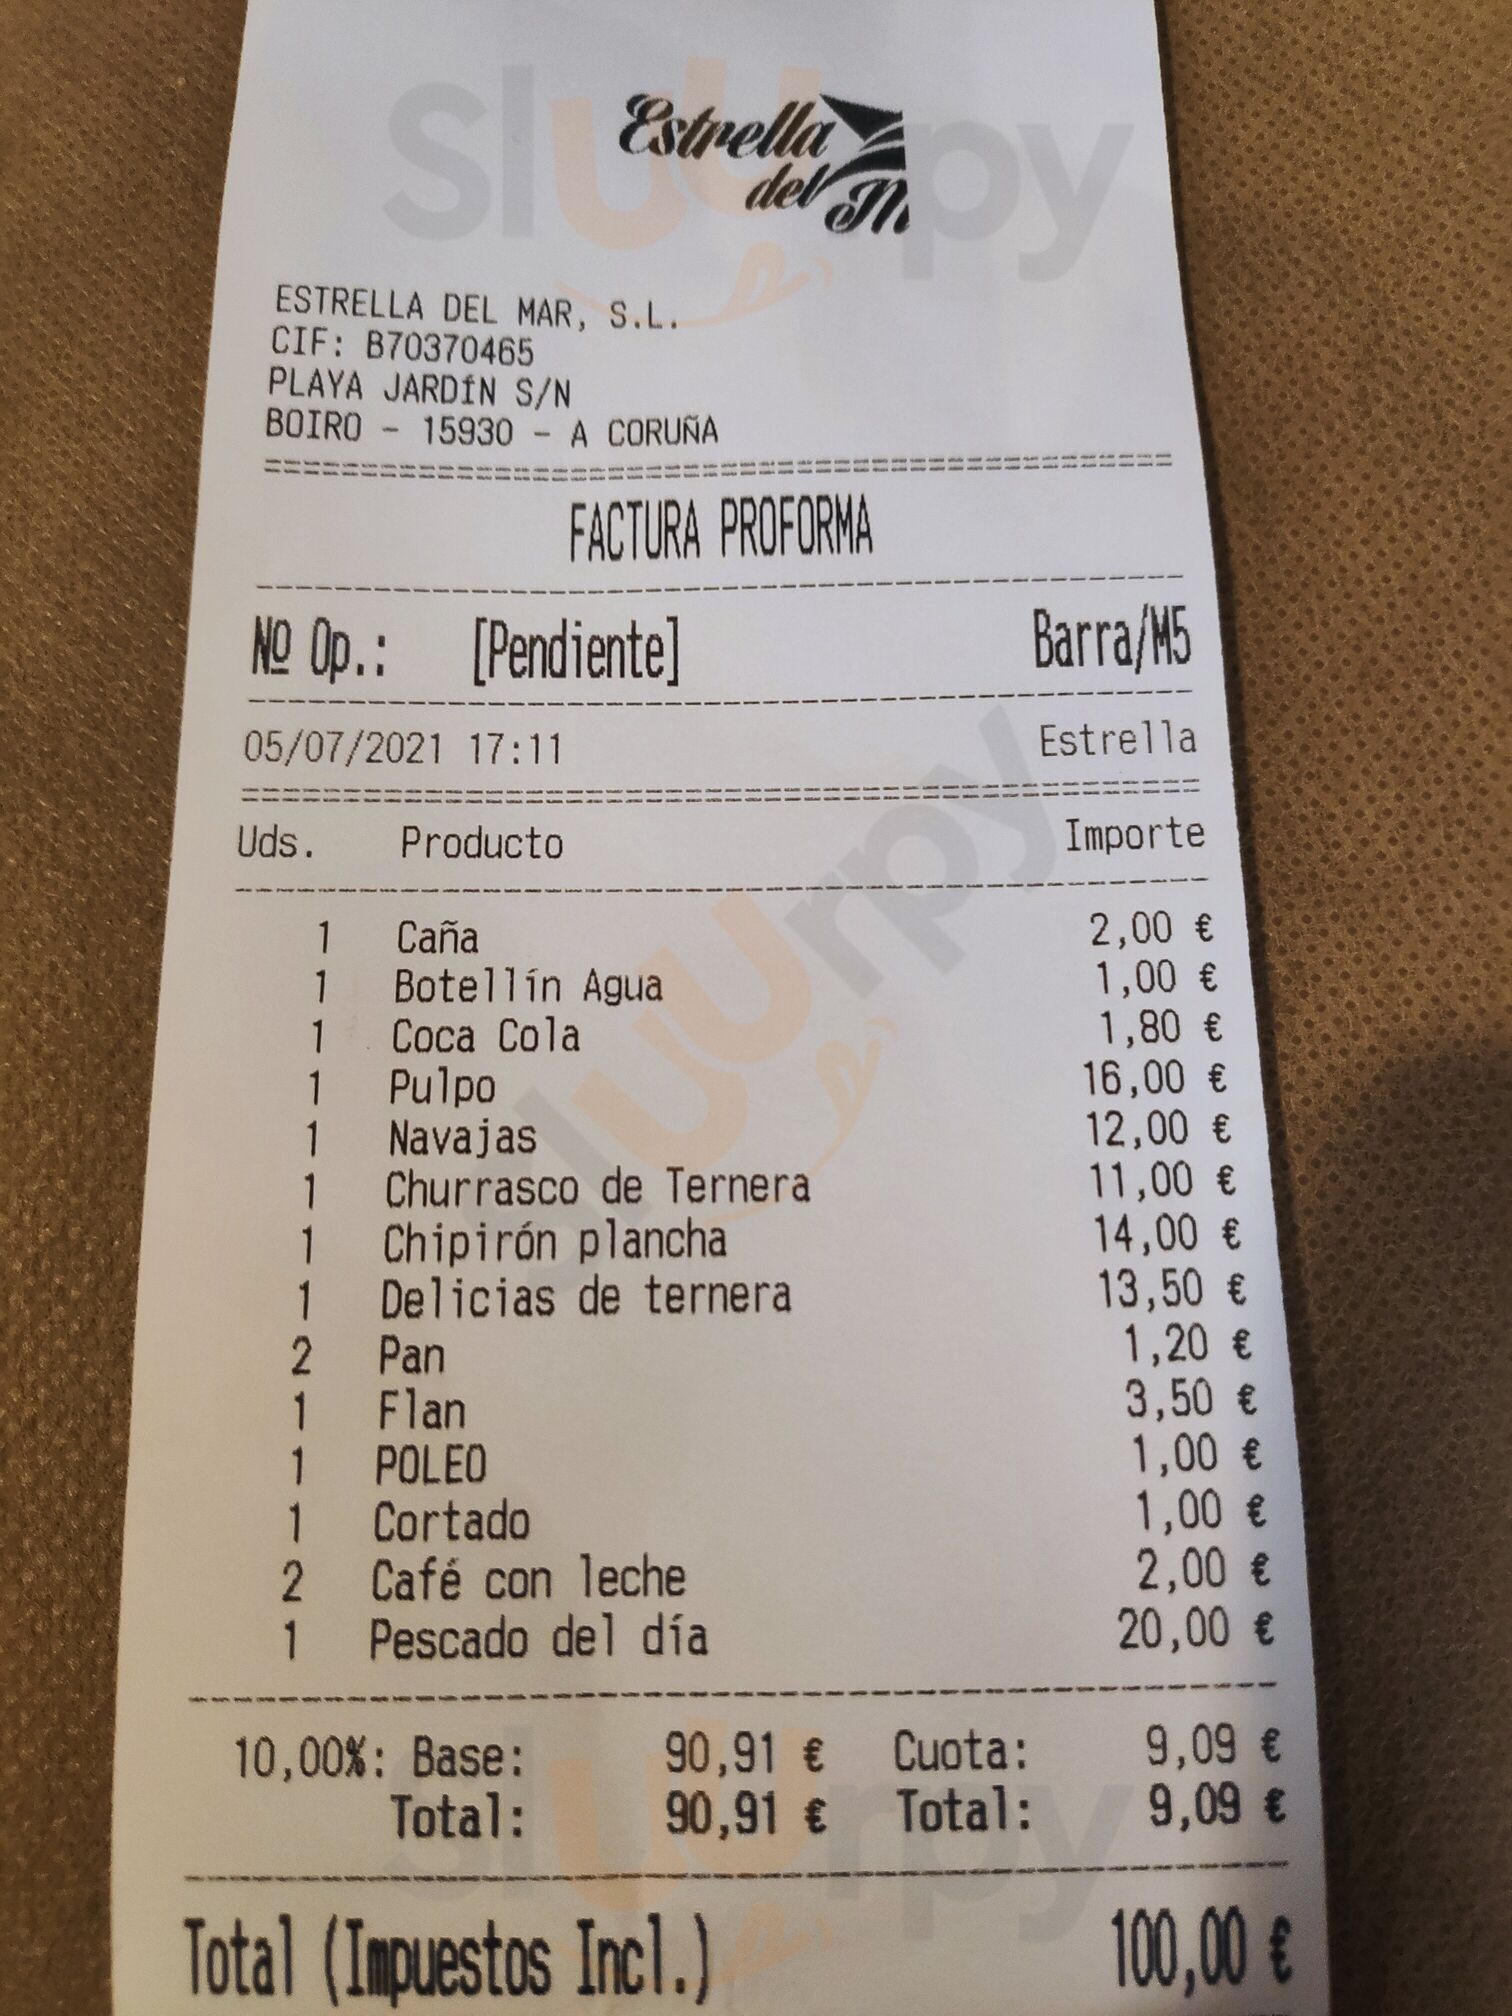 Estrella
del M
ESTRELLA DEL MAR, S.L.
CIF: B70370465
PLAYA JARDÍN S/N
BOIRO - 15930 - A CORUÑA
FACTURA PROFORMA
Nº Op.: [Pendiente] Barra/M5
05/07/2021 17:11 Estrella
Uds. Producto Importe
1 Caña 2,00 €
1 Botellín Agua 1,00 €
1 Coca Cola 1,80 €
1 Pulpo 16,00 €
1 Navajas 12,00 €
1 Churrasco de Ternera 11,00 €
1 Chipirón plancha 14,00 €
1 Delicias de ternera 13,50 €
2 Pan 1,20 €
1 Flan 3,50 €
1 POLEO 1,00 €
1 Cortado 1,00 €
2 Café con leche 2,00 €
1 Pescado del día 20,00 €
10,00%: Base: 90,91 € Cuota: 9,09 €
Total: 90,91 € Total: 9,09 €
Total (Impuestos Incl.) 100,00 €
Sluurpy
Sluurpy
Sluurpy